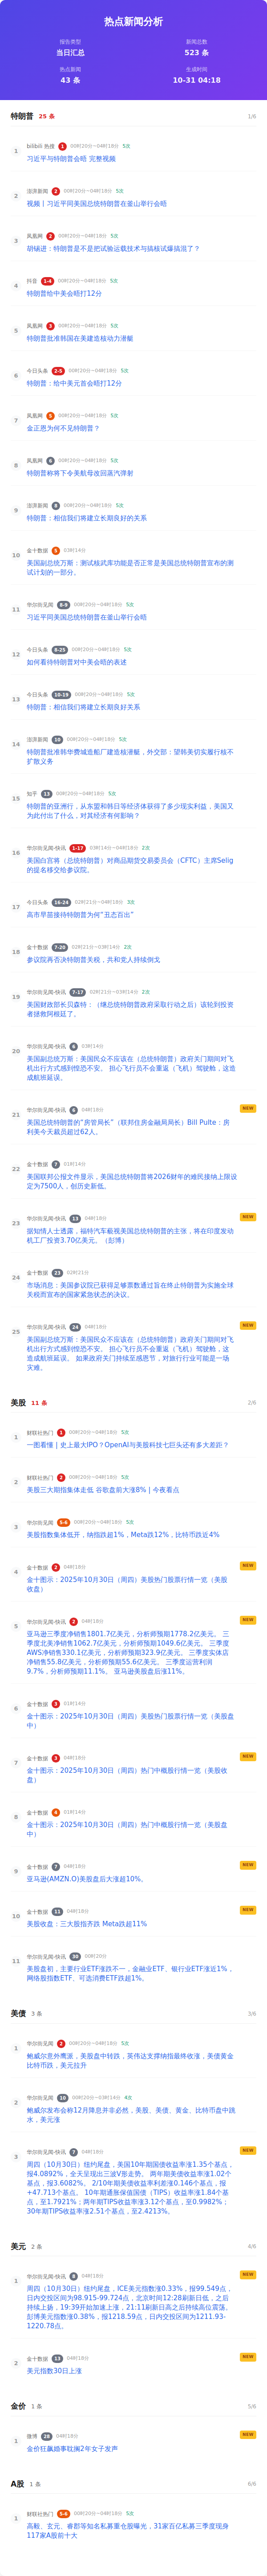 热点新闻分析
报告类型
当日汇总
新闻总数
523 条
热点新闻
43 条
生成时间
10-31 04:18
特朗普 25 条 1/6
1
bilibili 热搜 1 00时20分~04时18分 5次
习近平与特朗普会晤 完整视频
2
澎湃新闻 2 00时20分~04时18分 5次
视频丨习近平同美国总统特朗普在釜山举行会晤
3
凤凰网 2 00时20分~04时18分 5次
胡锡进：特朗普是不是把试验运载技术与搞核试爆搞混了？
4
抖音 1-4 00时20分~04时18分 5次
特朗普给中美会晤打12分
5
凤凰网 3 00时20分~04时18分 5次
特朗普批准韩国在美建造核动力潜艇
6
今日头条 2-5 00时20分~04时18分 5次
特朗普：给中美元首会晤打12分
7
凤凰网 5 00时20分~04时18分 5次
金正恩为何不见特朗普？
8
凤凰网 6 00时20分~04时18分 5次
特朗普称将下令美航母改回蒸汽弹射
9
澎湃新闻 8 00时20分~04时18分 5次
特朗普：相信我们将建立长期良好的关系
10
金十数据 5 03时14分
美国副总统万斯：测试核武库功能是否正常是美国总统特朗普宣布的测
试计划的一部分。
11
华尔街见闻 8-9 00时20分~04时18分 5次
习近平同美国总统特朗普在釜山举行会晤
12
今日头条 8-25 00时20分~04时18分 5次
如何看待特朗普对中美会晤的表述
13
今日头条 10-19 00时20分~04时18分 5次
特朗普：相信我们将建立长期良好关系
14
澎湃新闻 10 00时20分~04时18分 5次
特朗普批准韩华费城造船厂建造核潜艇，外交部：望韩美切实履行核不
扩散义务
15
知乎 13 00时20分~04时18分 5次
特朗普的亚洲行，从东盟和韩日等经济体获得了多少现实利益，美国又
为此付出了什么，对其经济有何影响？
16
华尔街见闻-快讯 1-17 03时14分~04时18分 2次
美国白宫将（总统特朗普）对商品期货交易委员会（CFTC）主席Selig
的提名移交给参议院。
17
今日头条 16-24 02时21分~04时18分 3次
高市早苗接待特朗普为何“丑态百出”
18
金十数据 7-20 02时21分~03时14分 2次
参议院再否决特朗普关税，共和党人持续倒戈
19
华尔街见闻-快讯 7-17 02时21分~03时14分 2次
美国财政部长贝森特：（继总统特朗普政府采取行动之后）该轮到投资
者拯救阿根廷了。
20
华尔街见闻-快讯 6 03时14分
美国副总统万斯：美国民众不应该在（总统特朗普）政府关门期间对飞
机出行方式感到惶恐不安。 担心飞行员不会重返（飞机）驾驶舱，这造
成航班延误。
21
华尔街见闻-快讯 6 04时18分 NEW
美国总统特朗普的“房管局长”（联邦住房金融局局长）Bill Pulte：房
利美今天裁员超过62人。
22
金十数据 7 01时14分
美国联邦公报文件显示，美国总统特朗普将2026财年的难民接纳上限设
定为7500人，创历史新低。
23
华尔街见闻-快讯 13 04时18分 NEW
据知情人士透露，福特汽车藐视美国总统特朗普的主张，将在印度发动
机工厂投资3.70亿美元。（彭博）
24
金十数据 23 02时21分
市场消息：美国参议院已获得足够票数通过旨在终止特朗普为实施全球
关税而宣布的国家紧急状态的决议。
25
华尔街见闻-快讯 24 04时18分 NEW
美国副总统万斯：美国民众不应该在（总统特朗普）政府关门期间对飞
机出行方式感到惶恐不安。 担心飞行员不会重返（飞机）驾驶舱，这
造成航班延误。 如果政府关门持续至感恩节，对旅行行业可能是一场
灾难。
美股 11 条 2/6
1
财联社热门 1 00时20分~04时18分 5次
一图看懂 | 史上最大IPO？OpenAI与美股科技七巨头还有多大差距？
2
财联社热门 2 00时20分~04时18分 5次
美股三大期指集体走低 谷歌盘前大涨8% | 今夜看点
3
华尔街见闻 5-6 00时20分~04时18分 5次
美股指数集体低开，纳指跌超1%，Meta跌12%，比特币跌近4%
4
金十数据 2 04时18分 NEW
金十图示：2025年10月30日（周四）美股热门股票行情一览（美股
收盘）
5
华尔街见闻-快讯 2 04时18分 NEW
亚马逊三季度净销售1801.7亿美元，分析师预期1778.2亿美元。 三
季度北美净销售1062.7亿美元，分析师预期1049.6亿美元。 三季度
AWS净销售330.1亿美元，分析师预期323.9亿美元。 三季度实体店
净销售55.8亿美元，分析师预期55.6亿美元。 三季度运营利润
9.7%，分析师预期11.1%。 亚马逊美股盘后涨11%。
6
金十数据 3 01时14分
金十图示：2025年10月30日（周四）美股热门股票行情一览（美股盘
中）
7
金十数据 3 04时18分 NEW
金十图示：2025年10月30日（周四）热门中概股行情一览（美股收
盘）
8
金十数据 4 01时14分
金十图示：2025年10月30日（周四）热门中概股行情一览（美股盘
中）
9
金十数据 7 04时18分 NEW
亚马逊(AMZN.O)美股盘后大涨超10%。
10
金十数据 11 04时18分 NEW
美股收盘：三大股指齐跌 Meta跌超11%
11
华尔街见闻-快讯 30 00时20分
美股盘初，主要行业ETF涨跌不一，金融业ETF、银行业ETF涨近1%，
网络股指数ETF、可选消费ETF跌超1%。
美债 3 条 3/6
1
华尔街见闻 2 00时20分~04时18分 5次
鲍威尔意外鹰派，美股盘中转跌，英伟达支撑纳指最终收涨，美债黄金
比特币跌，美元拉升
2
华尔街见闻 10 00时20分~03时14分 4次
鲍威尔发布会称12月降息并非必然，美股、美债、黄金、比特币盘中跳
水，美元涨
3
华尔街见闻-快讯 7 04时18分 NEW
周四（10月30日）纽约尾盘，美国10年期国债收益率涨1.35个基点，
报4.0892%，全天呈现出三波V形走势。 两年期美债收益率涨1.02个
基点，报3.6082%。 2/10年期美债收益率利差涨0.146个基点，报
+47.713个基点。 10年期通胀保值国债（TIPS）收益率涨1.84个基
点，至1.7921%；两年期TIPS收益率涨3.12个基点，至0.9982%；
30年期TIPS收益率涨2.51个基点，至2.4213%。
美元 2 条 4/6
1
华尔街见闻-快讯 6 04时18分 NEW
周四（10月30日）纽约尾盘，ICE美元指数涨0.33%，报99.549点，
日内交投区间为98.915-99.724点，北京时间12:28刷新日低，之后
持续上扬，19:39开始加速上涨，21:11刷新日高之后持续高位震荡。
彭博美元指数涨0.38%，报1218.59点，日内交投区间为1211.93-
1220.78点。
2
金十数据 13 04时18分 NEW
美元指数30日上涨
金价 1 条 5/6
1
微博 28 04时18分 NEW
金价狂飙婚事耽搁2年女子发声
A股 1 条 6/6
1
财联社热门 5-6 00时20分~04时18分 5次
高毅、玄元、睿郡等知名私募重仓股曝光，31家百亿私募三季度现身
117家A股前十大